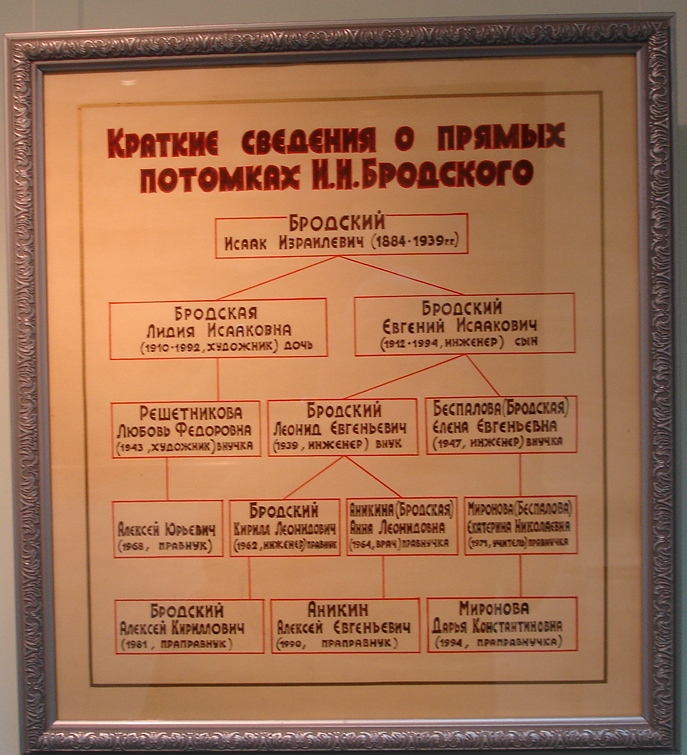 Краткие сведения о прямых
потомках И.И.Бродского
Бродский
Исаак Израилевич (1884-1939гг.)
Бродская
Лидия Исааковна
(1910-1992, художник) дочь
Бродский
Евгений Исаакович
(1912-1994, инженер) сын
Решетникова
Любовь Федоровна
(1943, художник) внучка
Бродский
Леонид Евгеньевич
(1939, инженер) внук
Беспалова (Бродская)
Елена Евгеньевна
(1947, инженер) внучка
Алексей Юрьевич
(1968, правнук)
Бродский
Кирилл Леонидович
(1962, инженер) правнук
Аникина (Бродская)
Анна Леонидовна
(1964, врач) правнучка
Миронова (Беспалова)
Екатерина Николаевна
(1971, учитель) правнучка
Бродский
Алексей Кириллович
(1981, праправнук)
Аникин
Алексей Евгеньевич
(1990, праправнук)
Миронова
Дарья Константиновна
(1994, праправнучка)